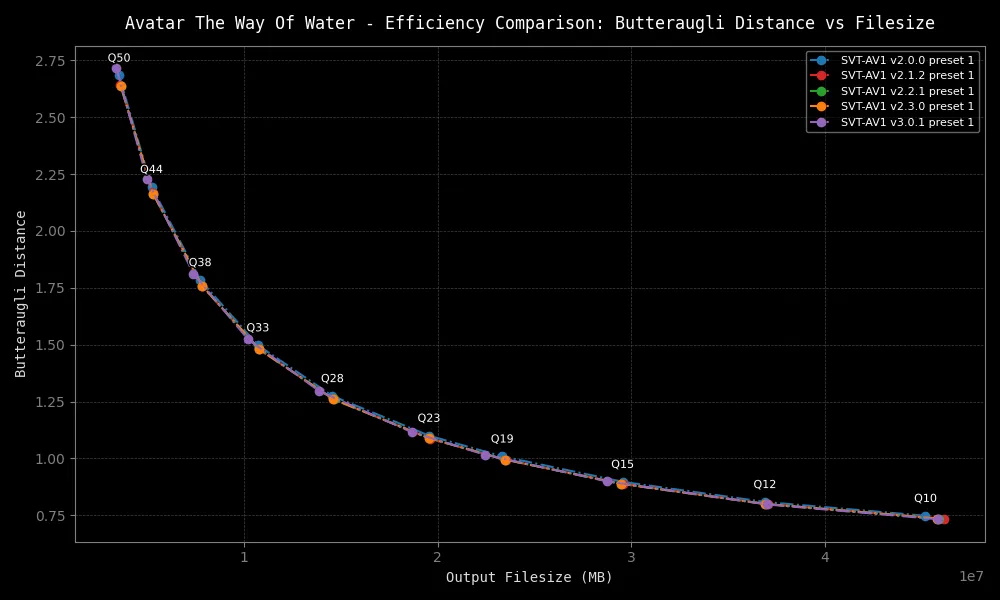 Avatar The Way Of Water - Efficiency Comparison: Butteraugli Distance vs Filesize
SVT-AV1 v2.0.0 preset 1
SVT-AV1 v2.1.2 preset 1
SVT-AV1 v2.2.1 preset 1
SVT-AV1 v2.3.0 preset 1
SVT-AV1 v3.0.1 preset 1
Butteraugli Distance
2.75
2.50
2.25
2.00
1.75
1.50
1.25
1.00
0.75
Q50
Q44
Q38
Q33
Q28
Q23
Q19
Q15
Q12
Q10
1 2 3 4
1e7
Output Filesize (MB)